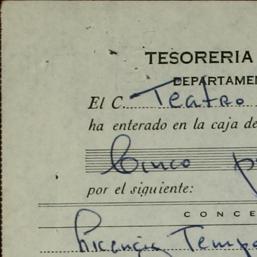 TESORERIA
DEPARTAMEN
El C. Teatro
ha enterado en la caja de
Cinco p
por el siguiente:
CONCE
Licencia Tempo